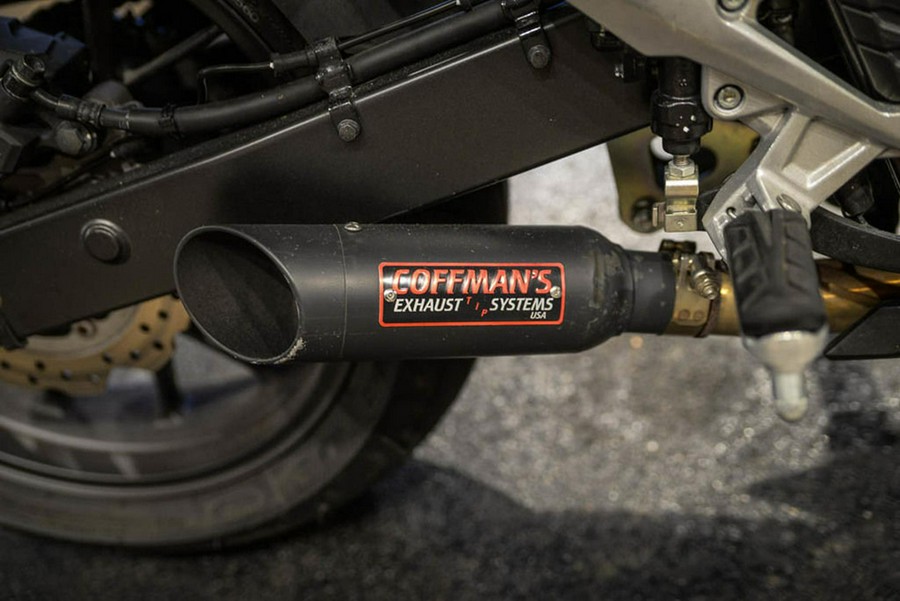 COFFMAN'S
EXHAUST TIP SYSTEMS
USA